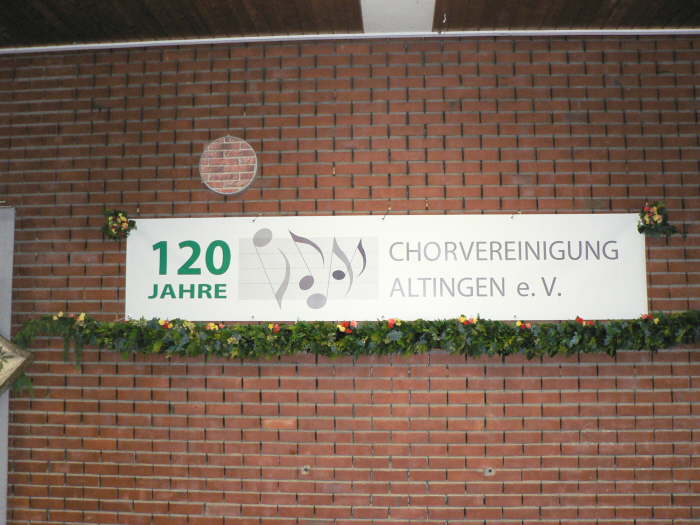 120
JAHRE
CHORVEREINIGUNG
ALTINGEN e. V.